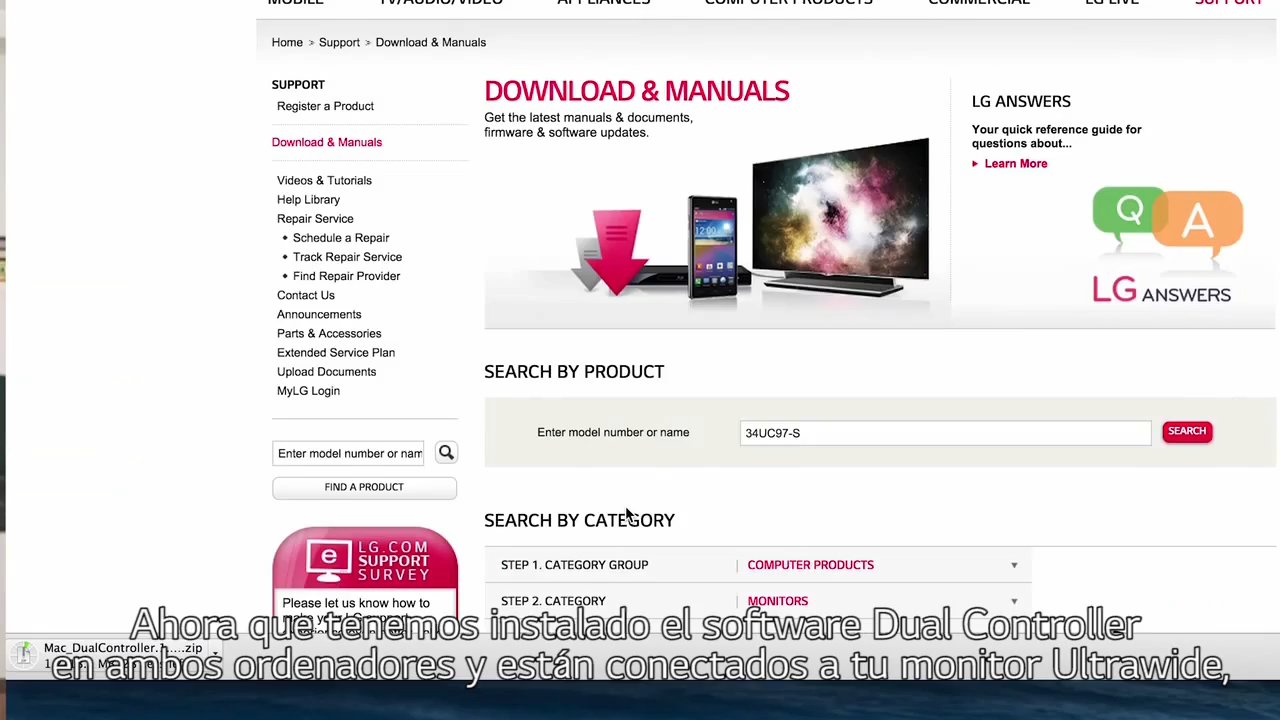 MOBILE TV/AUDIO/VIDEO APPLIANCES COMPUTER PRODUCTS COMMERCIAL LG LIVE SUPPORT
Home > Support > Download & Manuals
SUPPORT
Register a Product
Download & Manuals
Videos & Tutorials
Help Library
Repair Service
Schedule a Repair
Track Repair Service
Find Repair Provider
Contact Us
Announcements
Parts & Accessories
Extended Service Plan
Upload Documents
MyLG Login
Enter model number or nam
FIND A PRODUCT
e LG.COM
SUPPORT
SURVEY
Please let us know how to
DOWNLOAD & MANUALS
Get the latest manuals & documents,
firmware & software updates.
12:00
LG ANSWERS
Your quick reference guide for
questions about...
Learn More
Q A
LG ANSWERS
SEARCH BY PRODUCT
Enter model number or name 34UC97-S SEARCH
SEARCH BY CATEGORY
STEP 1. CATEGORY GROUP | COMPUTER PRODUCTS
STEP 2. CATEGORY | MONITORS
Mac_DualController.1....zip
Ahora que tenemos instalado el software Dual Controller
en ambos ordenadores y están conectados a tu monitor Ultrawide,